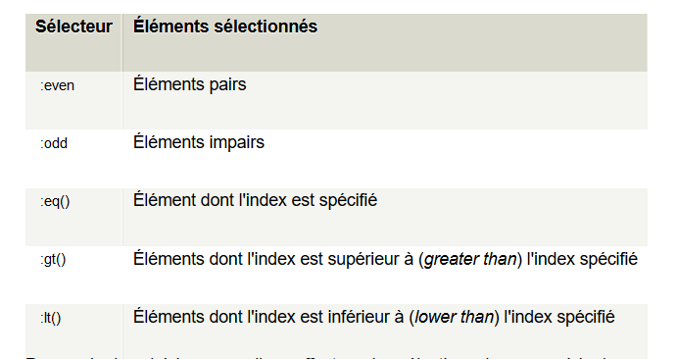 Sélecteur Éléments sélectionnés
:even Éléments pairs
:odd Éléments impairs
:eq() Élément dont l'index est spécifié
:gt() Éléments dont l'index est supérieur à (greater than) l'index spécifié
:lt() Éléments dont l'index est inférieur à (lower than) l'index spécifié